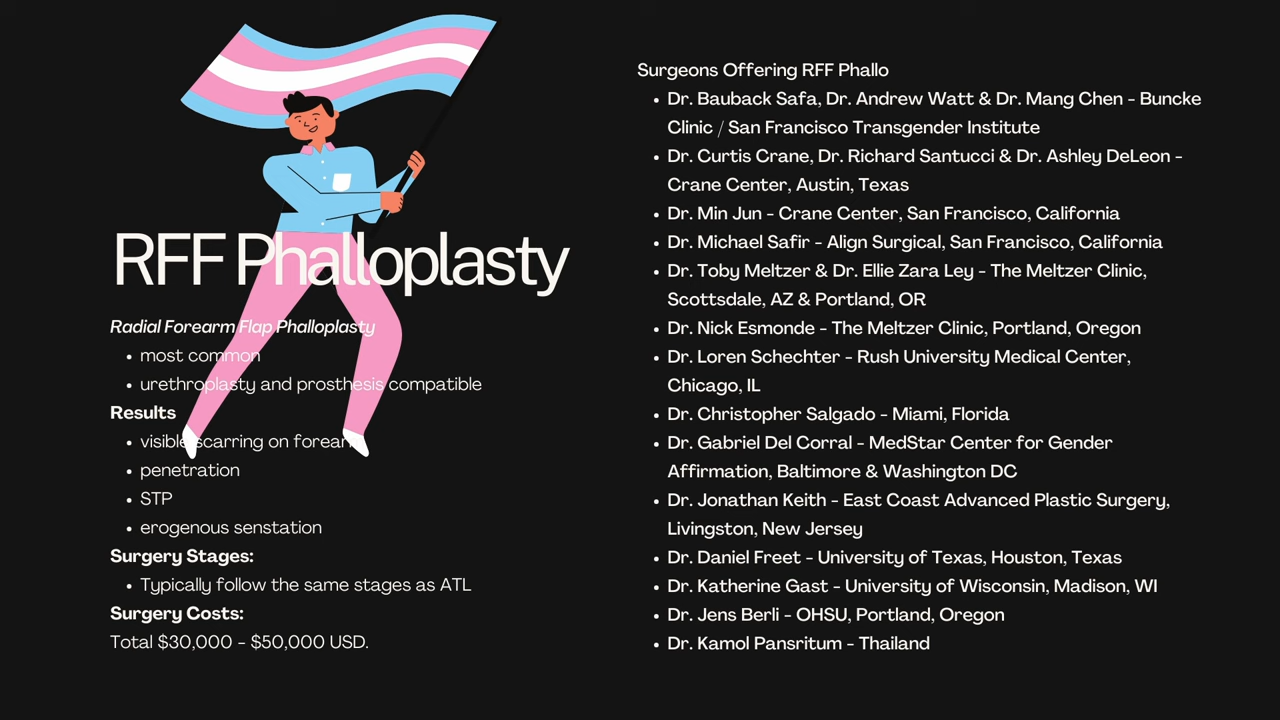 RFF Phalloplasty
Radial Forearm Flap Phalloplasty
• most common
• urethroplasty and prosthesis compatible
Results
• visible scarring on forearm
• penetration
• STP
• erogenous senstation
Surgery Stages:
• Typically follow the same stages as ATL
Surgery Costs:
Total $30,000 - $50,000 USD.
Surgeons Offering RFF Phallo
• Dr. Bauback Safa, Dr. Andrew Watt & Dr. Mang Chen - Buncke
Clinic / San Francisco Transgender Institute
• Dr. Curtis Crane, Dr. Richard Santucci & Dr. Ashley DeLeon -
Crane Center, Austin, Texas
• Dr. Min Jun - Crane Center, San Francisco, California
• Dr. Michael Safir - Align Surgical, San Francisco, California
• Dr. Toby Meltzer & Dr. Ellie Zara Ley - The Meltzer Clinic,
Scottsdale, AZ & Portland, OR
• Dr. Nick Esmonde - The Meltzer Clinic, Portland, Oregon
• Dr. Loren Schechter - Rush University Medical Center,
Chicago, IL
• Dr. Christopher Salgado - Miami, Florida
• Dr. Gabriel Del Corral - MedStar Center for Gender
Affirmation, Baltimore & Washington DC
• Dr. Jonathan Keith - East Coast Advanced Plastic Surgery,
Livingston, New Jersey
• Dr. Daniel Freet - University of Texas, Houston, Texas
• Dr. Katherine Gast - University of Wisconsin, Madison, WI
• Dr. Jens Berli - OHSU, Portland, Oregon
• Dr. Kamol Pansritum - Thailand